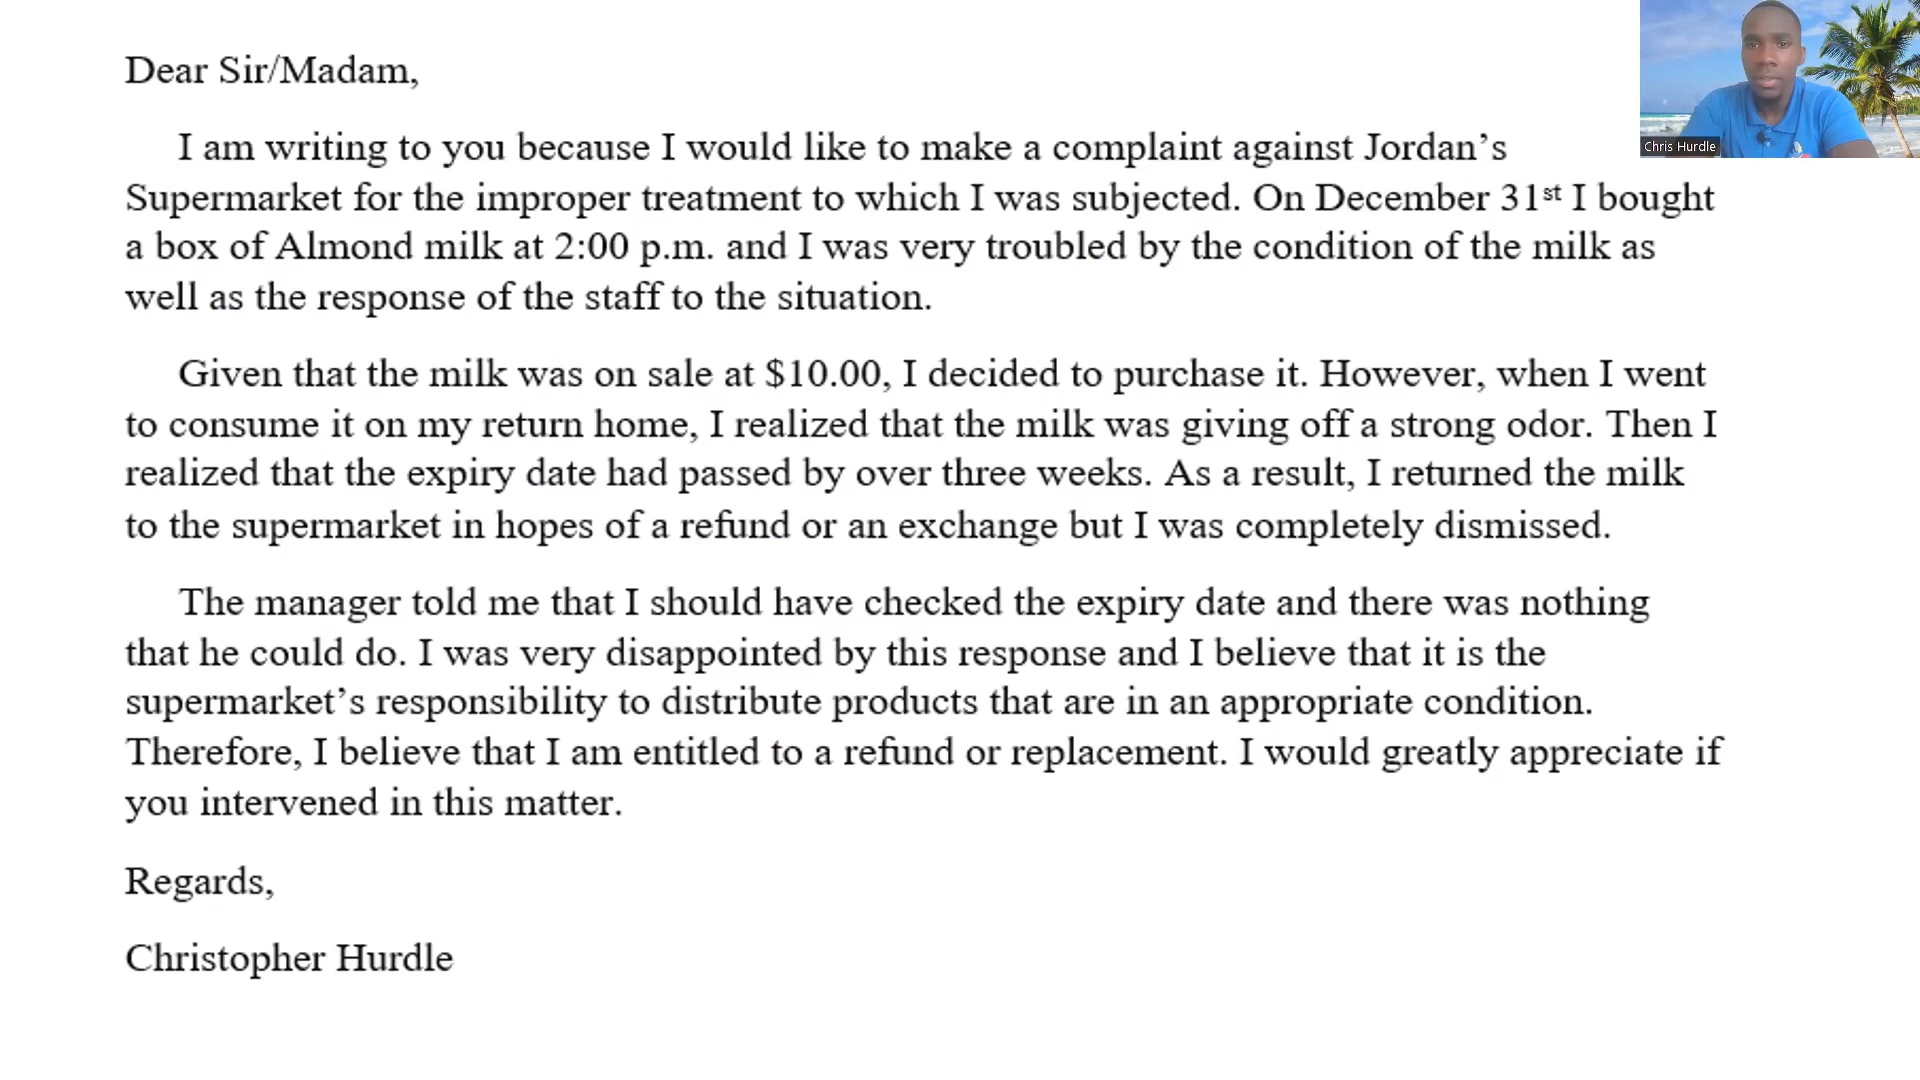 Dear Sir/Madam,
I am writing to you because I would like to make a complaint against Jordan’s
Supermarket for the improper treatment to which I was subjected. On December 31st I bought
a box of Almond milk at 2:00 p.m. and I was very troubled by the condition of the milk as
well as the response of the staff to the situation.
Given that the milk was on sale at $10.00, I decided to purchase it. However, when I went
to consume it on my return home, I realized that the milk was giving off a strong odor. Then I
realized that the expiry date had passed by over three weeks. As a result, I returned the milk
to the supermarket in hopes of a refund or an exchange but I was completely dismissed.
The manager told me that I should have checked the expiry date and there was nothing
that he could do. I was very disappointed by this response and I believe that it is the
supermarket’s responsibility to distribute products that are in an appropriate condition.
Therefore, I believe that I am entitled to a refund or replacement. I would greatly appreciate if
you intervened in this matter.
Regards,
Christopher Hurdle
Chris Hurdle